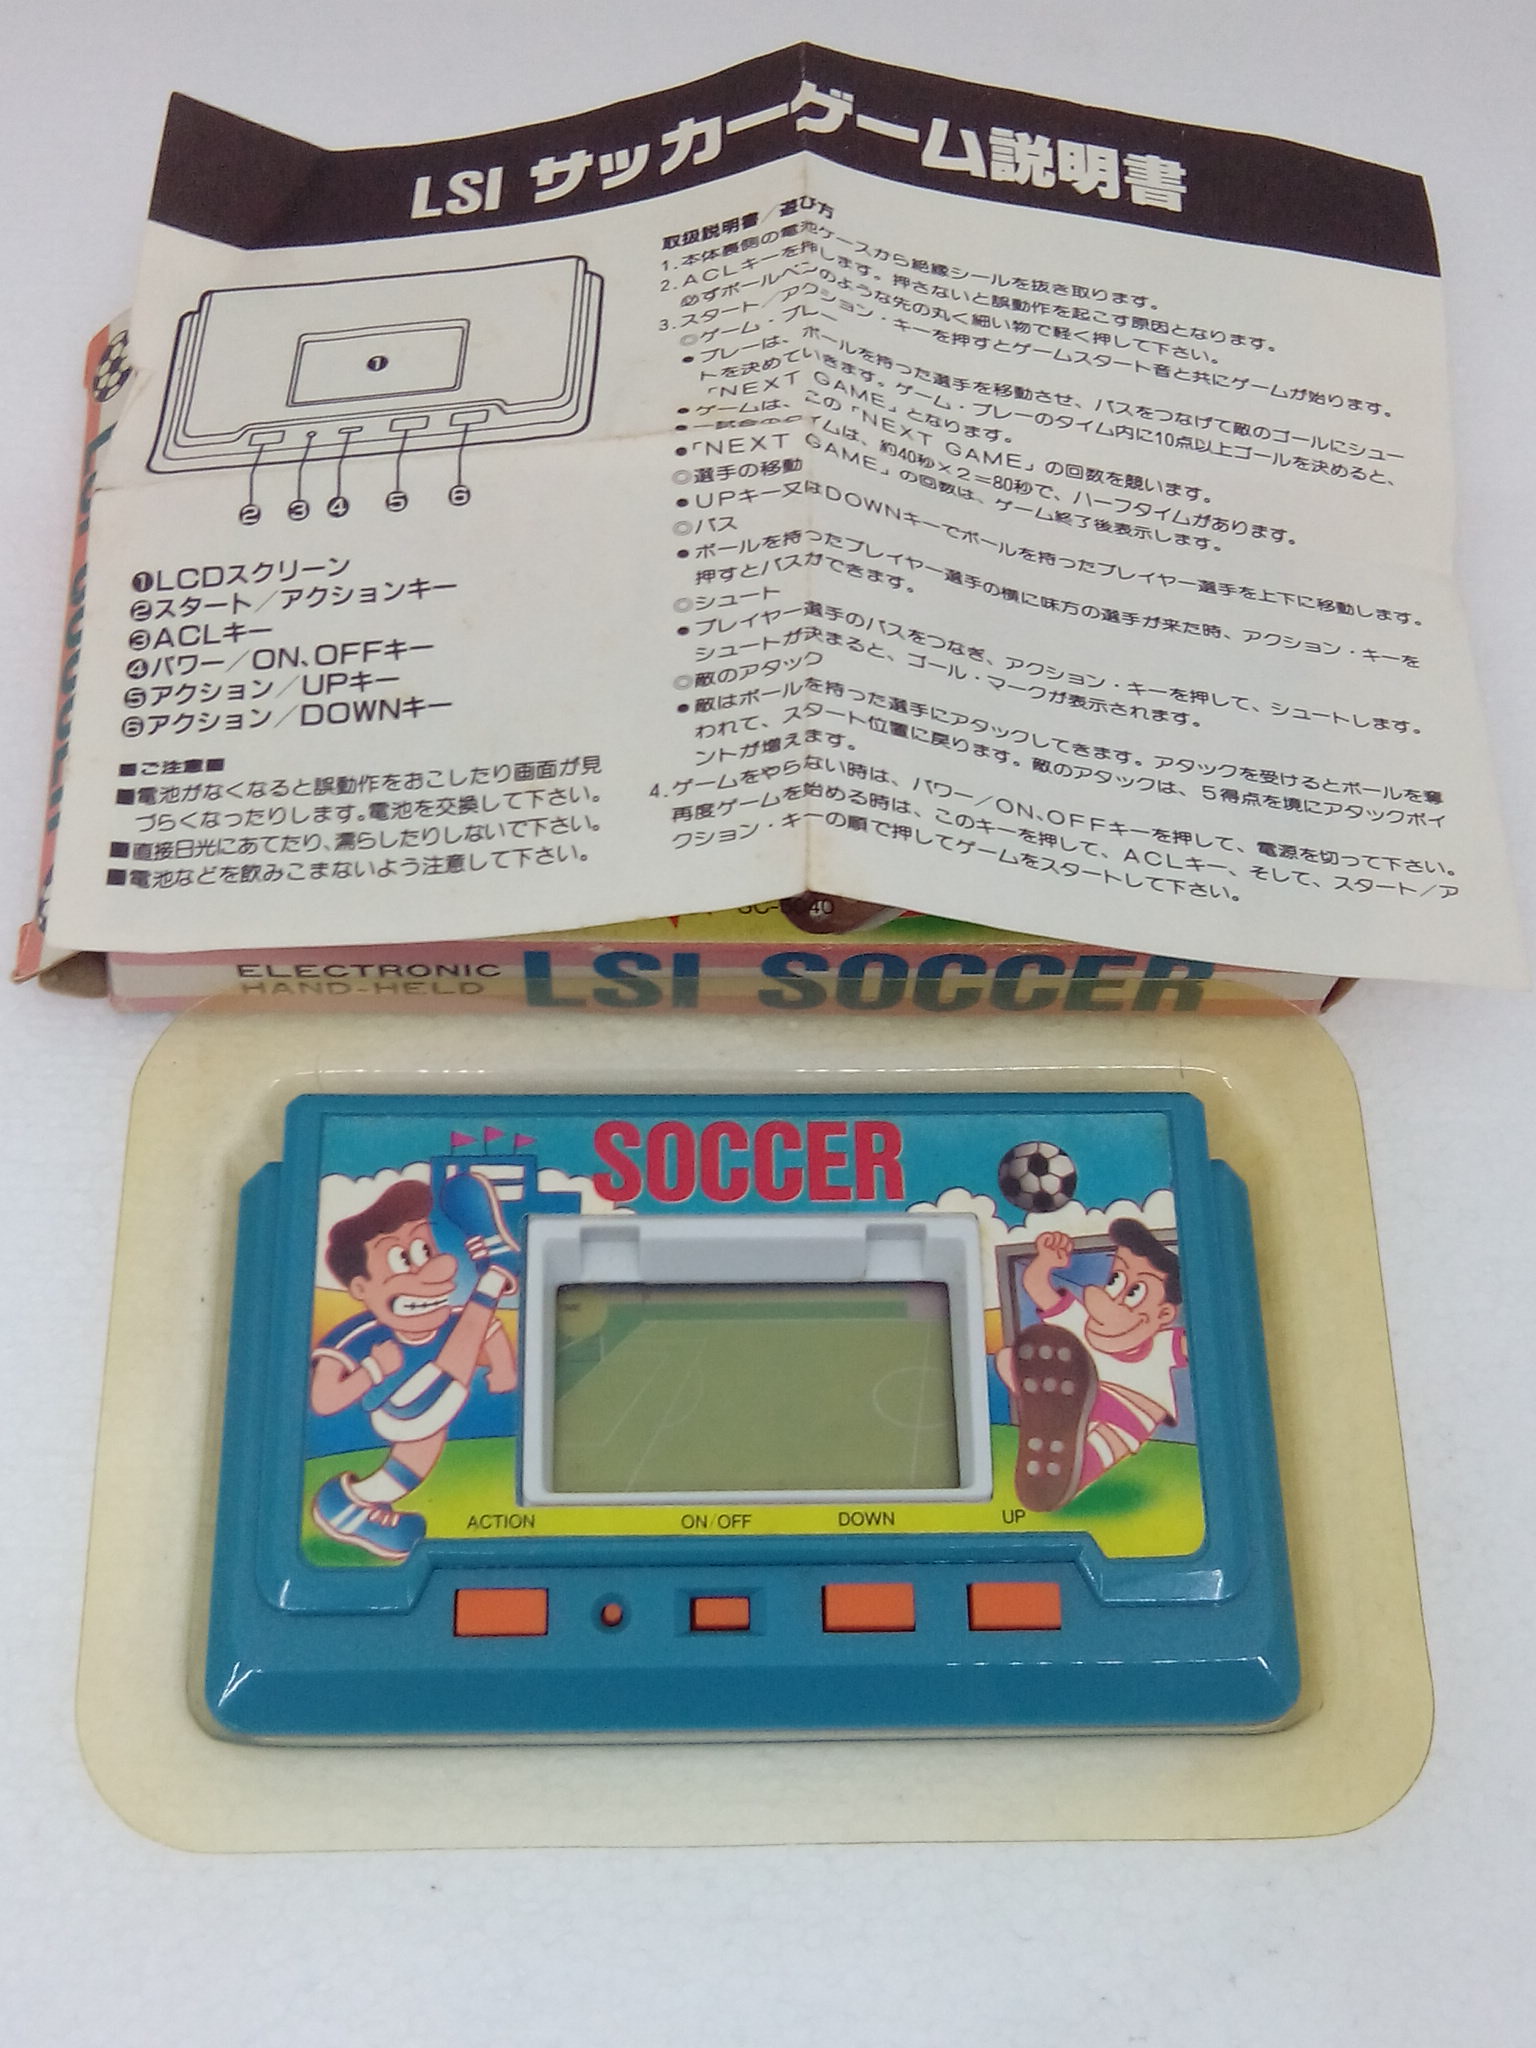 LSI サッカーゲーム説明書
❶
❷ ❸ ❹ ❺ ❻
❶LCDスクリーン
❷スタート／アクションキー
❸ACLキー
❹パワー／ON、OFFキー
❺アクション／UPキー
❻アクション／DOWNキー
■ご注意■
■電池がなくなると誤動作をおこしたり画面が見
づらくなったりします。電池を交換して下さい。
■直接日光にあてたり、濡らしたりしないで下さい。
■電池などを飲みこまないよう注意して下さい。
取扱説明書／遊び方
1．本体裏側の電池ケースから絶縁シールを抜き取ります。
2．ACLキーを押します。押さないと誤動作を起こす原因となります。
必ずボールペンのような先の丸く細い物で軽く押して下さい。
3．スタート／アクション・キーを押すとゲームスタート音と共にゲームが始ります。
◎ゲーム・プレー
●プレーは、ボールを持った選手を移動させ、パスをつなげて敵のゴールにシュー
トを決めていきます。ゲーム・プレーのタイム内に10点以上ゴールを決めると、
「NEXT GAME」となります。
●ゲームは、この「NEXT GAME」の回数を競います。
●一試合のタイムは、約40秒×2＝80秒で、ハーフタイムがあります。
●「NEXT GAME」の回数は、ゲーム終了後表示します。
◎選手の移動
●UPキー又はDOWNキーでボールを持ったプレイヤー選手を上下に移動します。
◎パス
●ボールを持ったプレイヤー選手の横に味方の選手が来た時、アクション・キーを
押すとパスができます。
◎シュート
●プレイヤー選手のパスをつなぎ、アクション・キーを押して、シュートします。
シュートが決まると、ゴール・マークが表示されます。
◎敵のアタック
●敵はボールを持った選手にアタックしてきます。アタックを受けるとボールを奪
われて、スタート位置に戻ります。敵のアタックは、5得点を境にアタックポイ
ントが増えます。
4．ゲームをやらない時は、パワー／ON、OFFキーを押して、電源を切って下さい。
再度ゲームを始める時は、このキーを押して、ACLキー、そして、スタート／ア
クション・キーの順で押してゲームをスタートして下さい。
ELECTRONIC
HAND-HELD
LSI SOCCER
SOCCER
ACTION ON/OFF DOWN UP